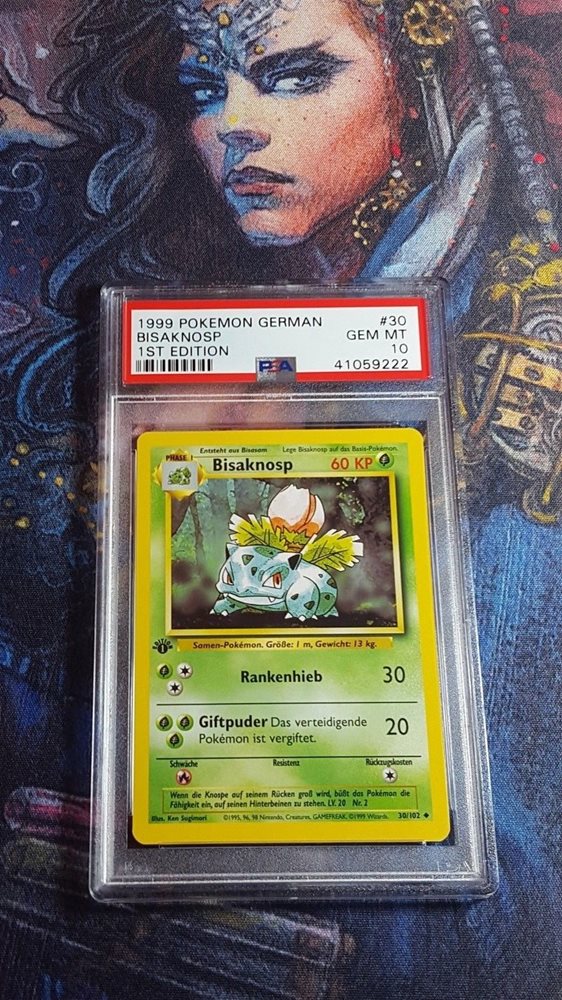 1999 POKEMON GERMAN #30
BISAKNOSP GEM MT
1ST EDITION 10
PSA 41059222
PHASE 1 Entsteht aus Bisasam Lege Bisaknosp auf das Basis-Pokémon.
Bisaknosp 60 KP
1
Samen-Pokémon. Größe: 1 m, Gewicht: 13 kg.
Rankenhieb 30
Giftpuder Das verteidigende 20
Pokémon ist vergiftet.
Schwäche Resistenz Rückzugskosten
Wenn die Knospe auf seinem Rücken groß wird, büßt das Pokémon die
Fähigkeit ein, auf seinen Hinterbeinen zu stehen. LV. 20 Nr. 2
Illus. Ken Sugimori ©1995, 96, 98 Nintendo, Creatures, GAMEFREAK. ©1999 Wizards. 30/102